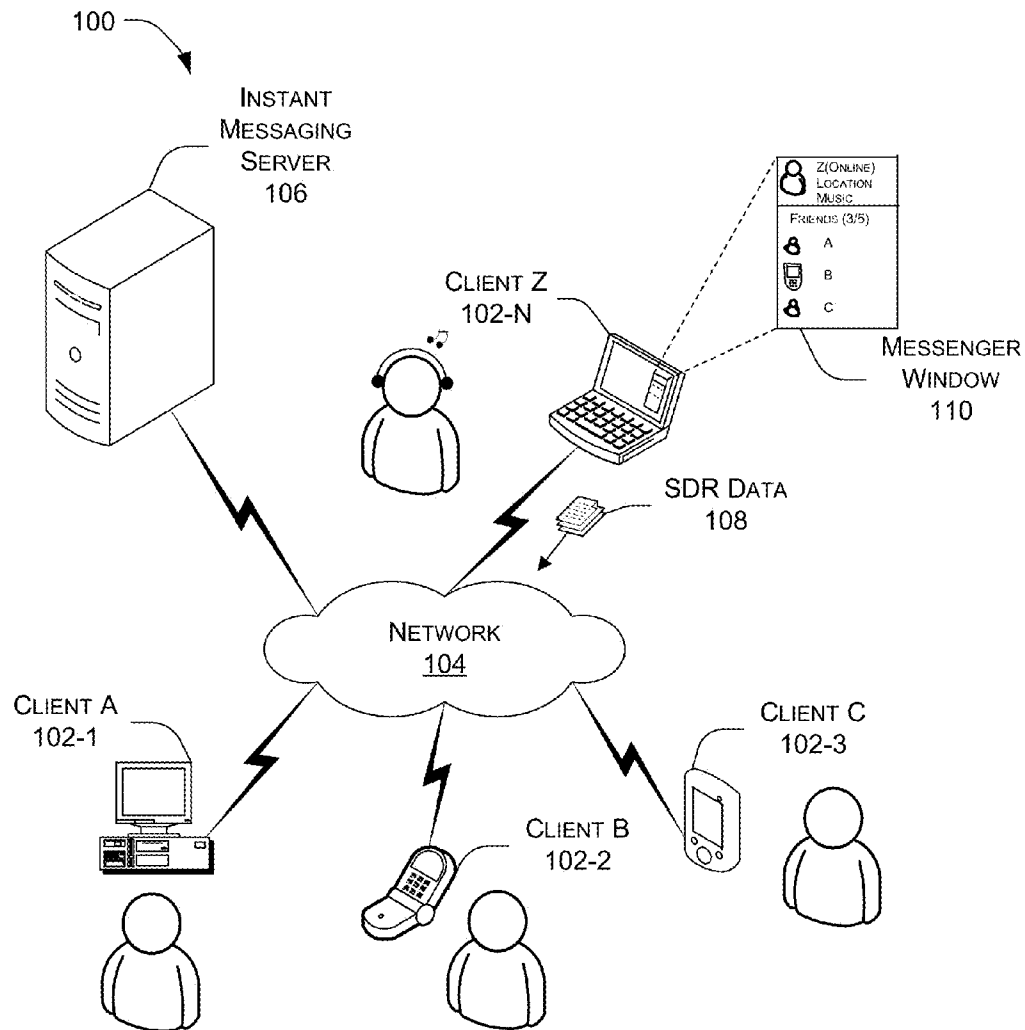 100
INSTANT
MESSAGING
SERVER
106
Z(ONLINE)
LOCATION
MUSIC
FRIENDS (3/5)
A
B
C
CLIENT Z
102-N
MESSENGER
WINDOW
110
SDR DATA
108
NETWORK
104
CLIENT A
102-1
CLIENT B
102-2
CLIENT C
102-3